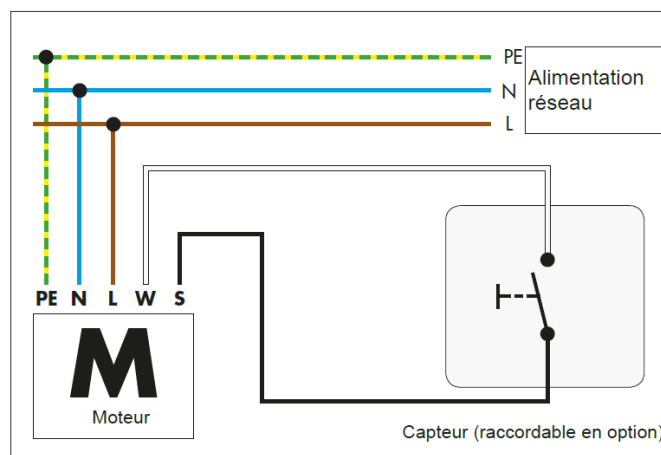 PE
Alimentation
réseau
N
L
PE N L W S
M
Moteur
Capteur (raccordable en option)